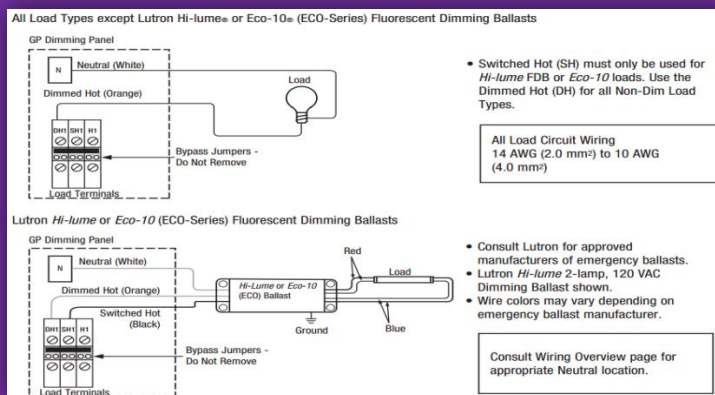 All Load Types except Lutron Hi-lume® or Eco-10® (ECO-Series) Fluorescent Dimming Ballasts
GP Dimming Panel
N
Neutral (White)
Dimmed Hot (Orange)
Load
DH1 SH1 H1
Bypass Jumpers -
Do Not Remove
Load Terminals
• Switched Hot (SH) must only be used for
Hi-lume FDB or Eco-10 loads. Use the
Dimmed Hot (DH) for all Non-Dim Load
Types.
All Load Circuit Wiring
14 AWG (2.0 mm²) to 10 AWG
(4.0 mm²)
Lutron Hi-lume or Eco-10 (ECO-Series) Fluorescent Dimming Ballasts
GP Dimming Panel
N
Neutral (White)
Dimmed Hot (Orange)
Switched Hot
(Black)
DH1 SH1 H1
Bypass Jumpers -
Do Not Remove
Load Terminals
Hi-Lume or Eco-10
(ECO) Ballast
Ground
Red
Load
Blue
• Consult Lutron for approved
manufacturers of emergency ballasts.
• Lutron Hi-lume 2-lamp, 120 VAC
Dimming Ballast shown.
• Wire colors may vary depending on
emergency ballast manufacturer.
Consult Wiring Overview page for
appropriate Neutral location.